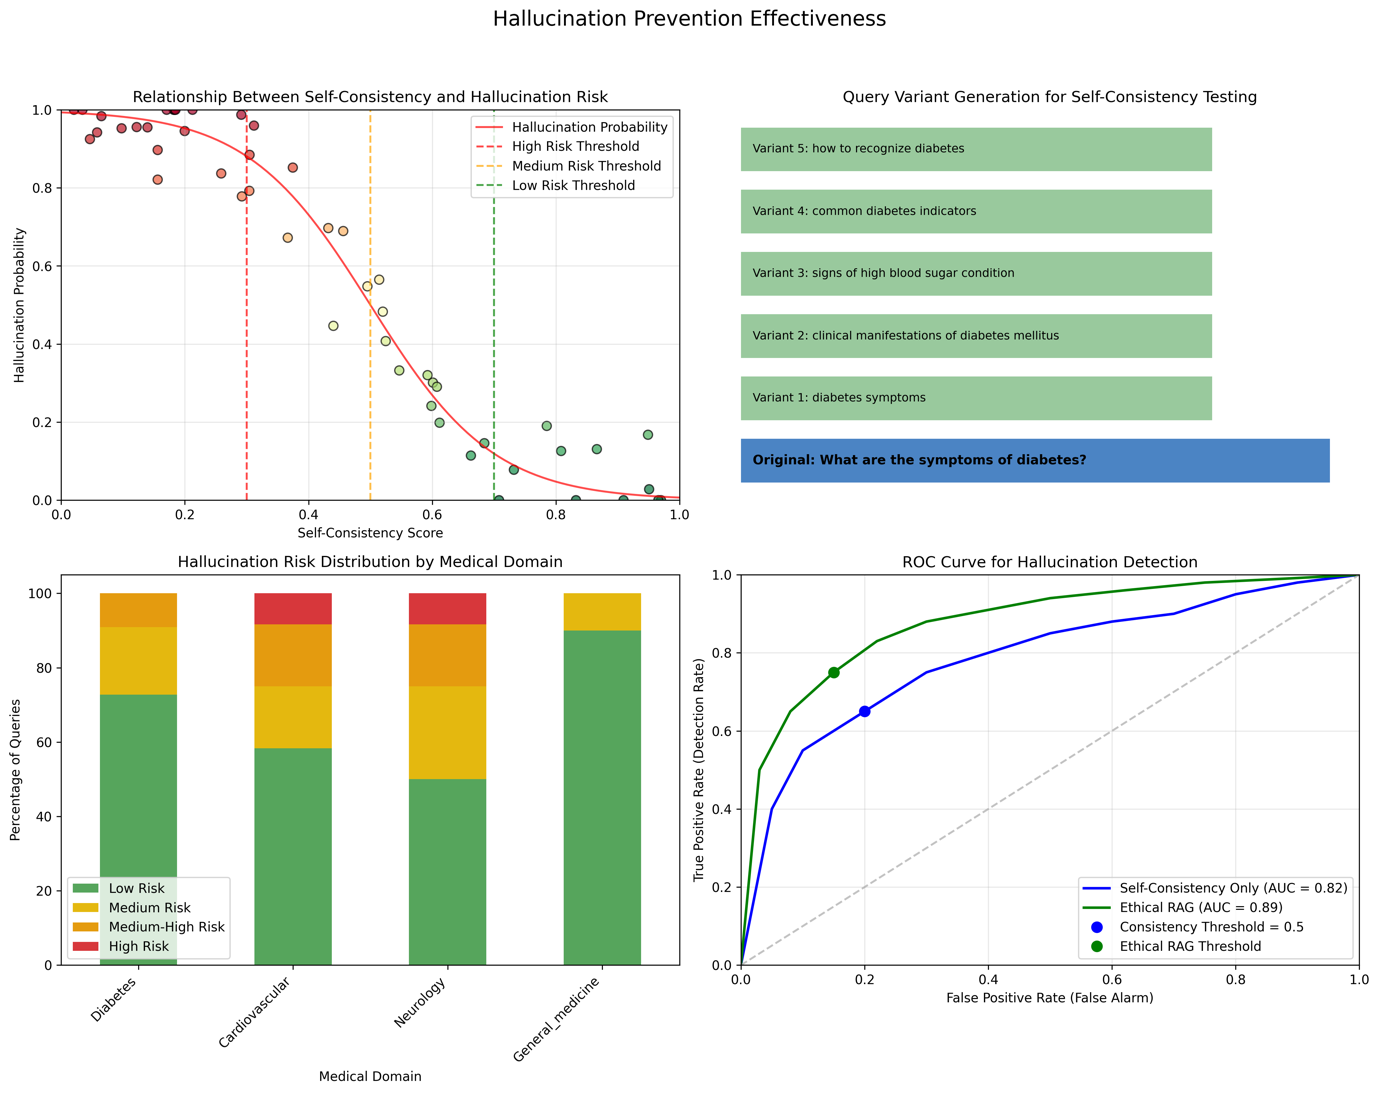 Hallucination Prevention Effectiveness
Relationship Between Self-Consistency and Hallucination Risk
Hallucination Probability
1.0
0.8
0.6
0.4
0.2
0.0
Hallucination Probability
High Risk Threshold
Medium Risk Threshold
Low Risk Threshold
0.0 0.2 0.4 0.6 0.8 1.0
Self-Consistency Score
Query Variant Generation for Self-Consistency Testing
Variant 5: how to recognize diabetes
Variant 4: common diabetes indicators
Variant 3: signs of high blood sugar condition
Variant 2: clinical manifestations of diabetes mellitus
Variant 1: diabetes symptoms
Original: What are the symptoms of diabetes?
Hallucination Risk Distribution by Medical Domain
Percentage of Queries
100
80
60
40
20
0
Low Risk
Medium Risk
Medium-High Risk
High Risk
Diabetes
Cardiovascular
Neurology
General_medicine
Medical Domain
ROC Curve for Hallucination Detection
True Positive Rate (Detection Rate)
1.0
0.8
0.6
0.4
0.2
0.0
Self-Consistency Only (AUC = 0.82)
Ethical RAG (AUC = 0.89)
Consistency Threshold = 0.5
Ethical RAG Threshold
0.0 0.2 0.4 0.6 0.8 1.0
False Positive Rate (False Alarm)